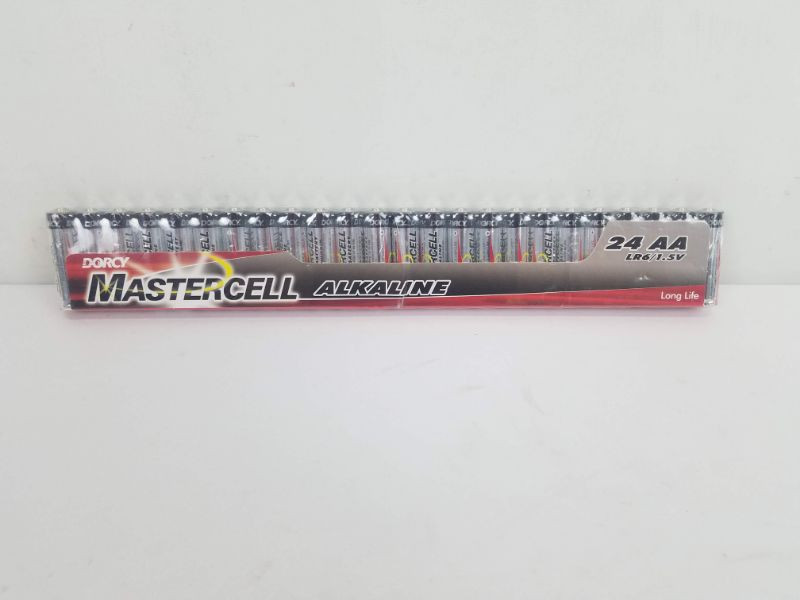 DORCY
MASTERCELL
ALKALINE
24 AA
LR6/1.5V
Long Life